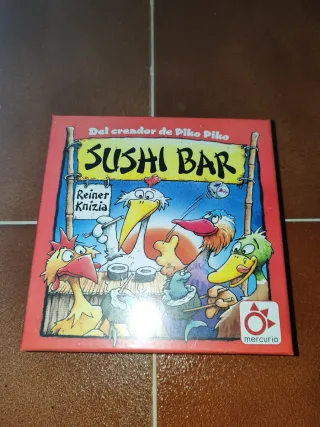 Del creador de Piko Piko
SUSHI BAR
Reiner
Knizia
mercurio